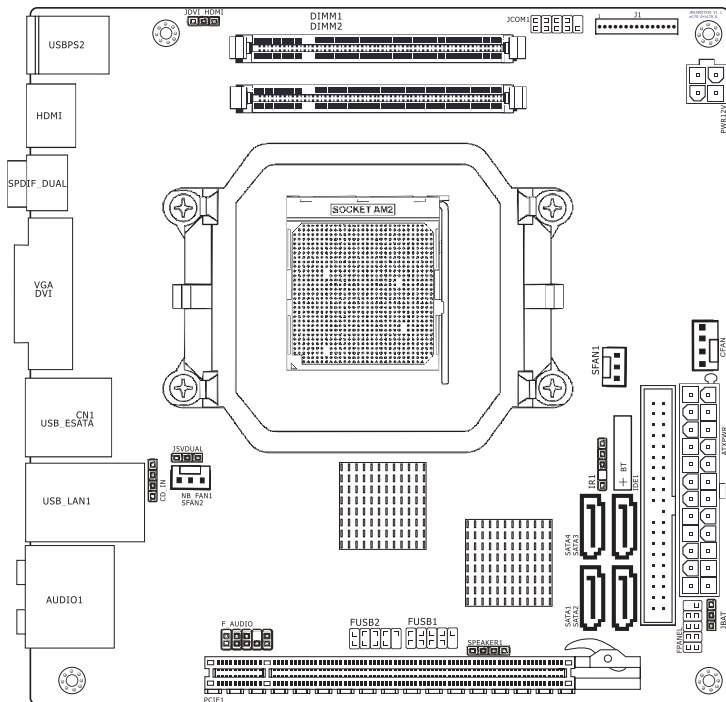 JDVI_HDMI
DIMM1
DIMM2
JCOM1
J1
USBPS2
HDMI
PWR12V
SPDIF_DUAL
SOCKET AM2
VGA
DVI
CFAN
SFAN1
CN1
USB_ESATA
ATXPWR
J5VDUAL
CD_IN
NB_FAN1
SFAN2
IR1
+ BT
IDE1
USB_LAN1
SATA4
SATA3
AUDIO1
SATA1
SATA2
F_AUDIO
FUSB2
FUSB1
SPEAKER1
FPANEL
JBAT
PCIE1